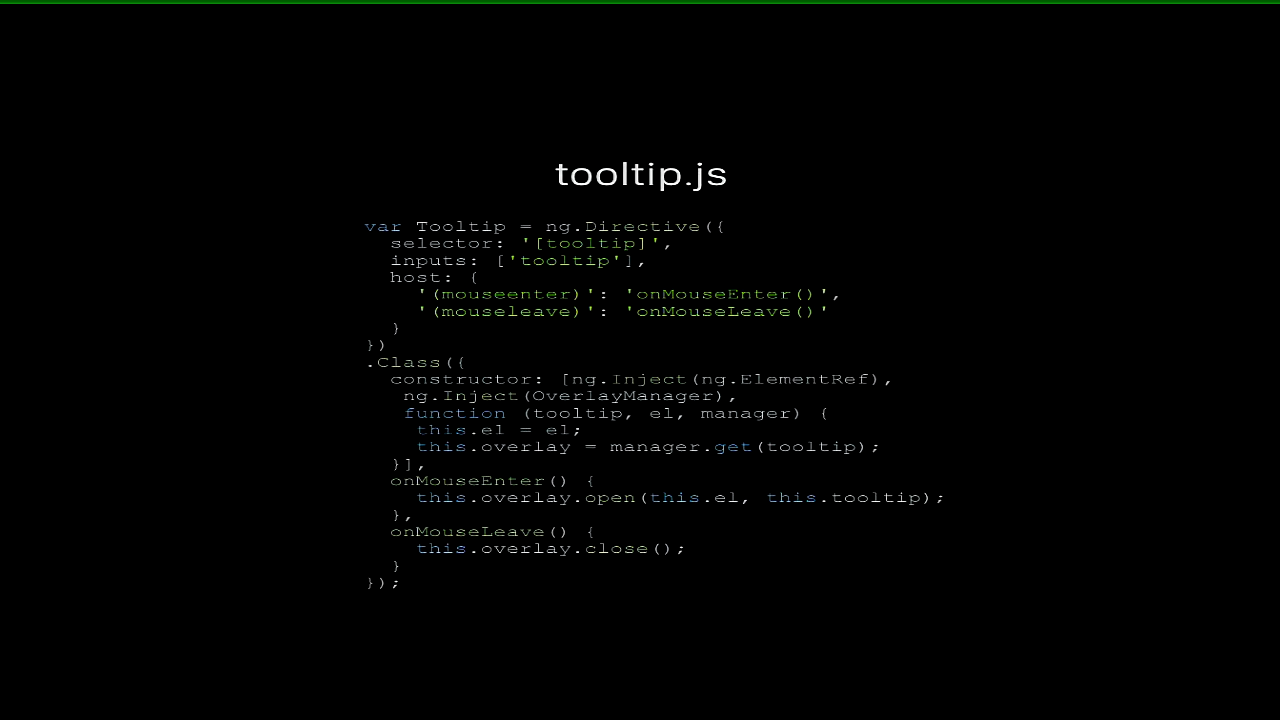 tooltip.js
var Tooltip = ng.Directive({
  selector: '[tooltip]',
  inputs: ['tooltip'],
  host: {
    '(mouseenter)': 'onMouseEnter()',
    '(mouseleave)': 'onMouseLeave()'
  }
})
.Class({
  constructor: [ng.Inject(ng.ElementRef),
   ng.Inject(OverlayManager),
   function (tooltip, el, manager) {
    this.el = el;
    this.overlay = manager.get(tooltip);
  }],
  onMouseEnter() {
    this.overlay.open(this.el, this.tooltip);
  },
  onMouseLeave() {
    this.overlay.close();
  }
});